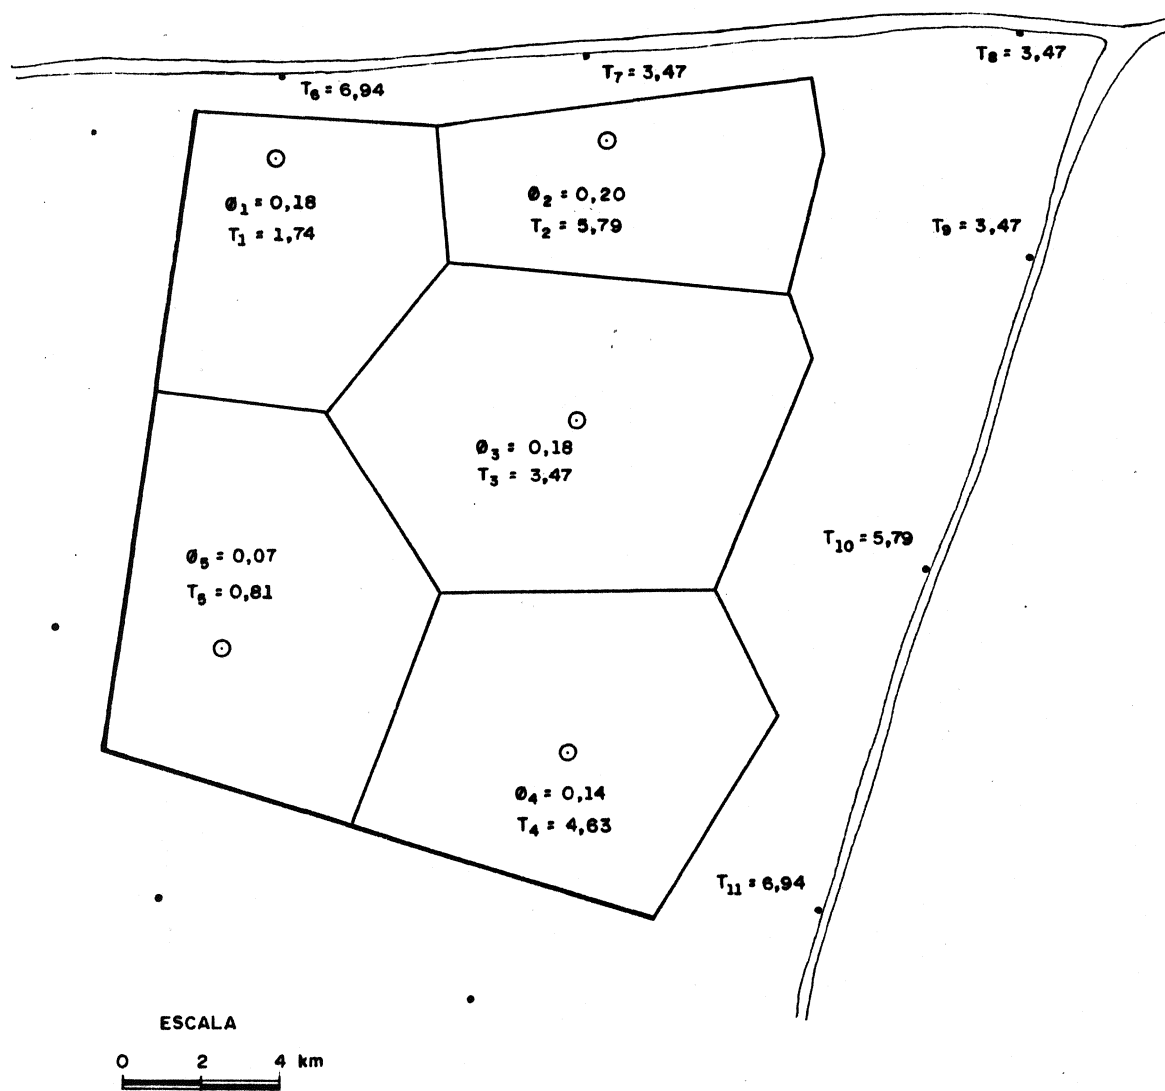 T6 = 6,94
T7 = 3,47
T8 = 3,47
Ø1 = 0,18
T1 = 1,74
Ø2 = 0,20
T2 = 5,79
T9 = 3,47
Ø3 = 0,18
T3 = 3,47
T10 = 5,79
Ø5 = 0,07
T5 = 0,81
Ø4 = 0,14
T4 = 4,63
T11 = 6,94
ESCALA
0 2 4 km